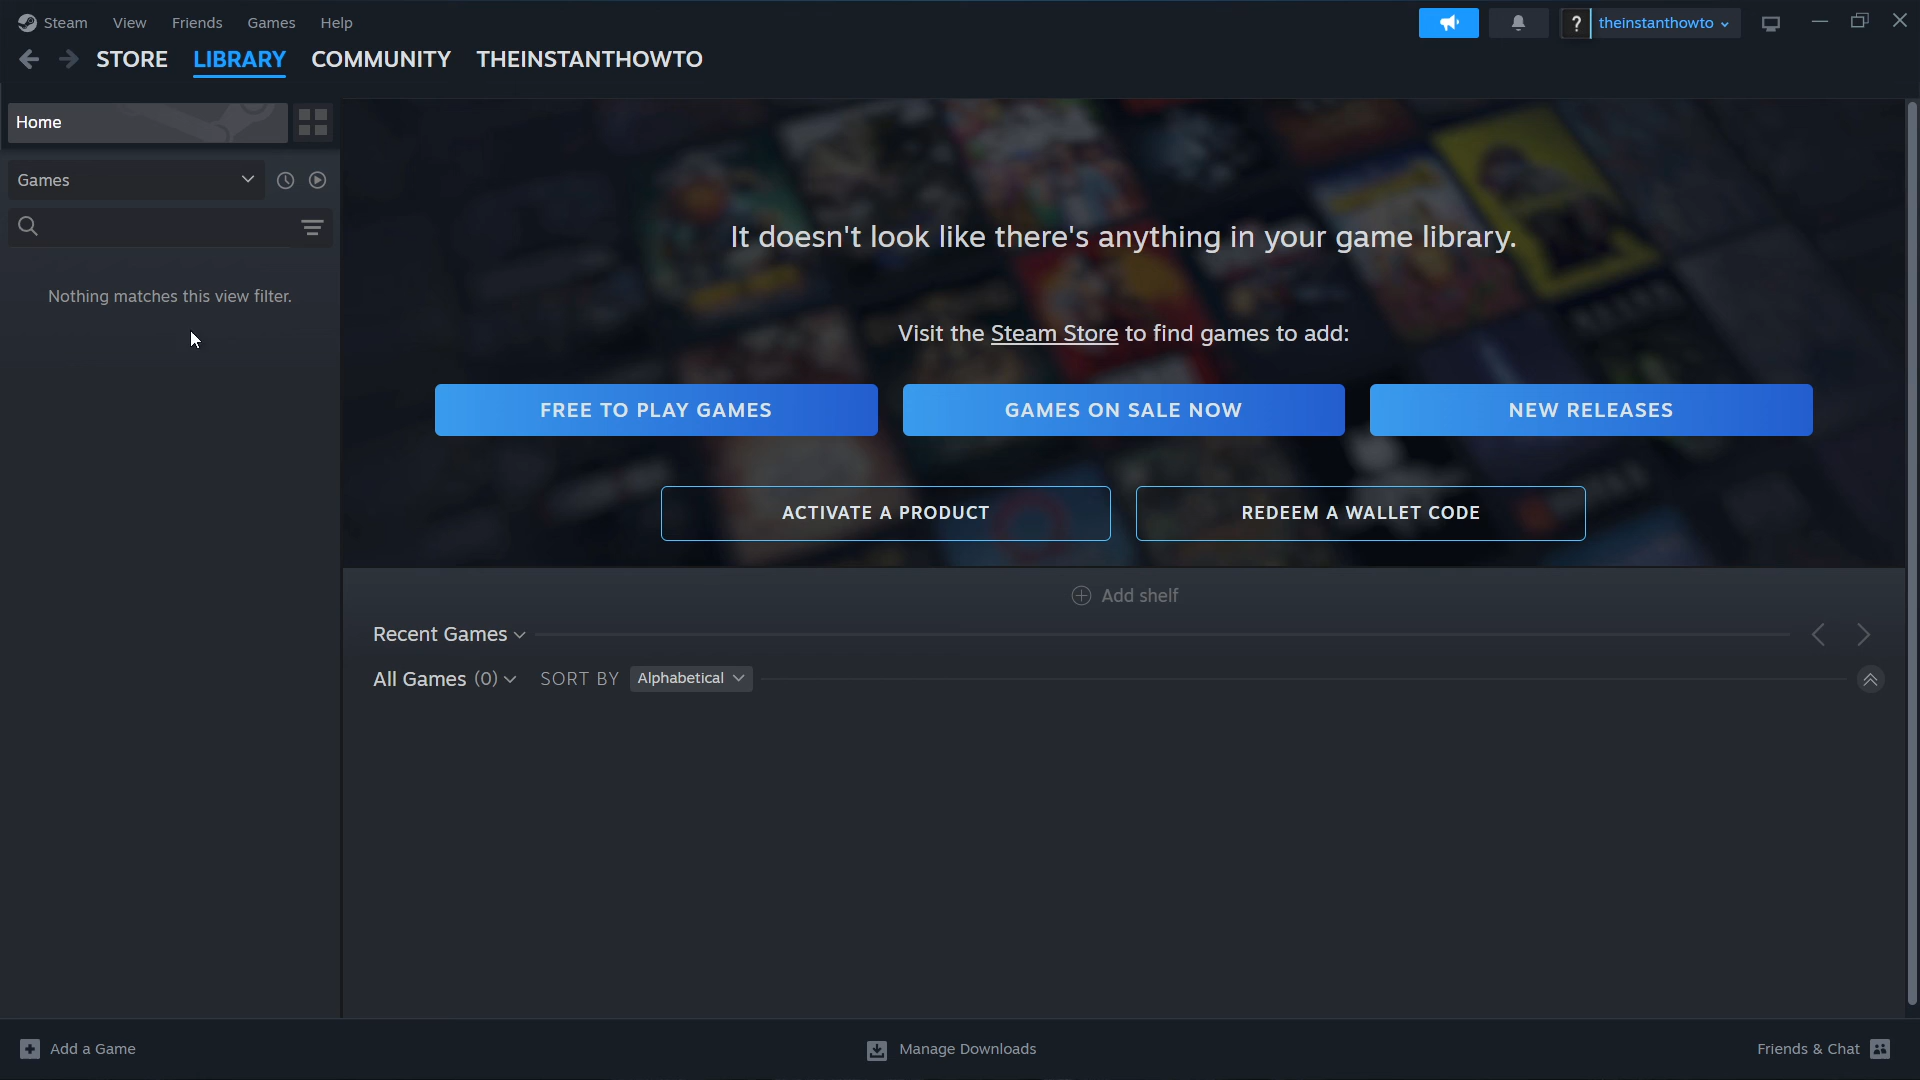 Steam View Friends Games Help
? theinstanthowto
STORE LIBRARY COMMUNITY THEINSTANTHOWTO
Home
Games
Nothing matches this view filter.
It doesn't look like there's anything in your game library.
Visit the Steam Store to find games to add:
FREE TO PLAY GAMES GAMES ON SALE NOW NEW RELEASES
ACTIVATE A PRODUCT REDEEM A WALLET CODE
Add shelf
Recent Games
All Games (0) SORT BY Alphabetical
Add a Game Manage Downloads Friends & Chat